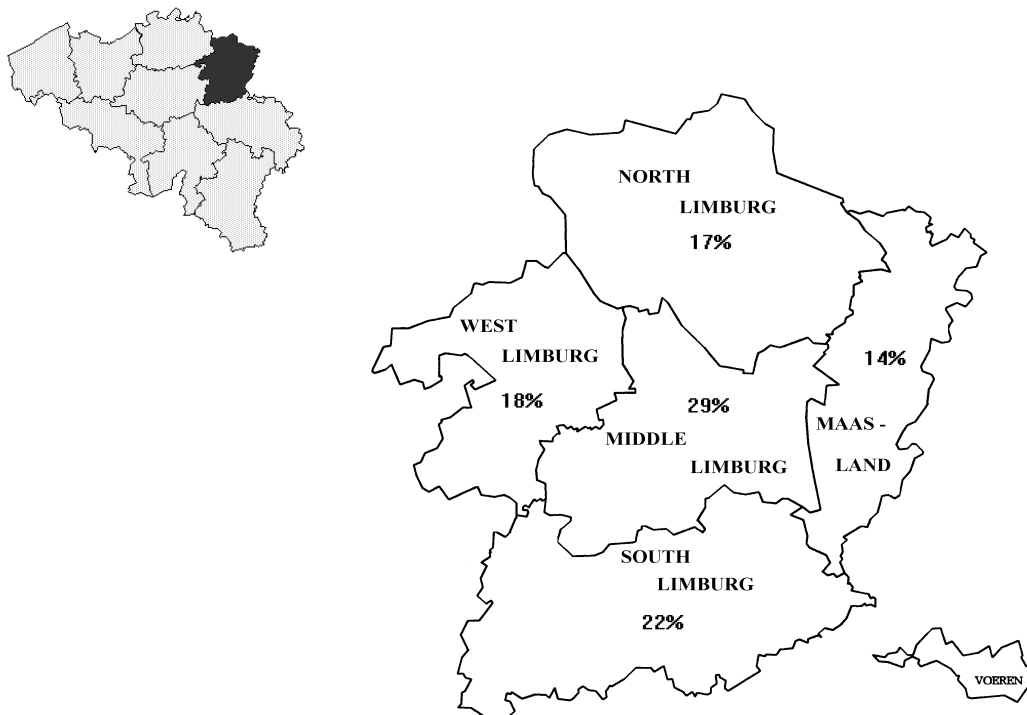 NORTH
LIMBURG
17%
WEST
LIMBURG
18%
14%
MAAS -
LAND
29%
MIDDLE
LIMBURG
SOUTH
LIMBURG
22%
VOEREN